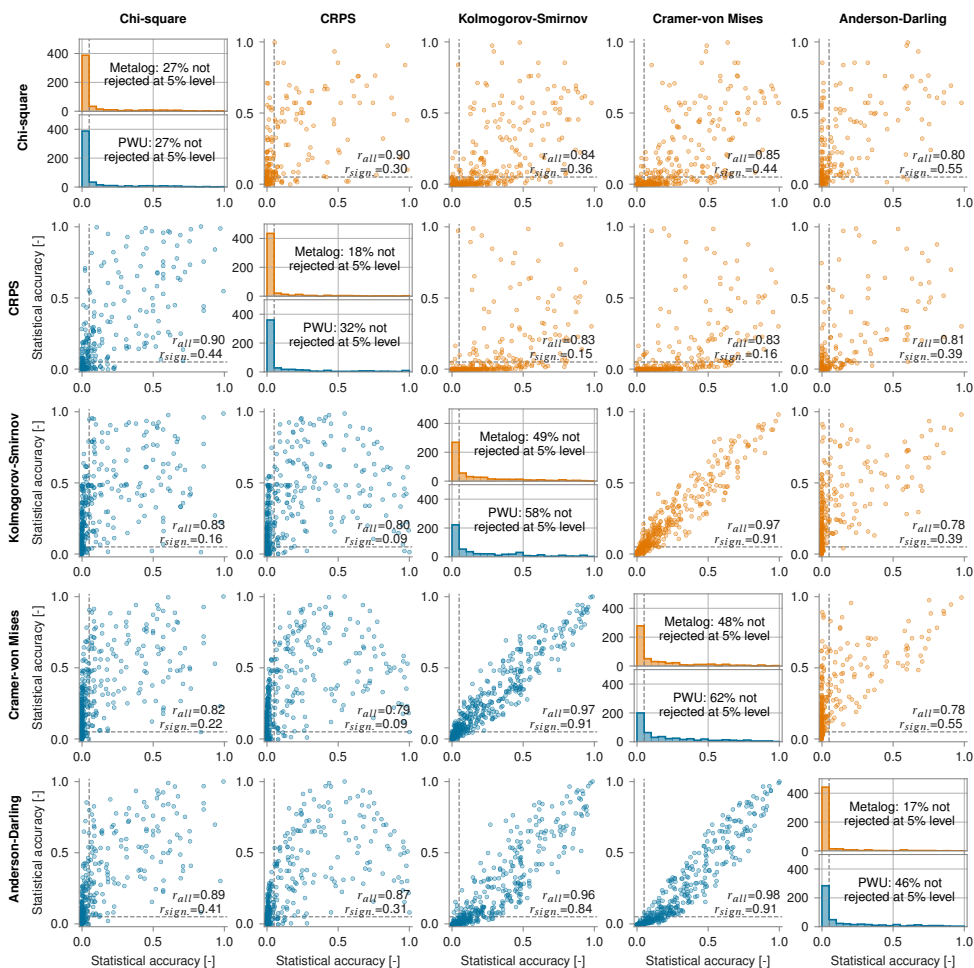 Chi-square CRPS Kolmogorov-Smirnov Cramer-von Mises Anderson-Darling
Chi-square
400
200
0
Metalog: 27% not
rejected at 5% level
400
200
0
PWU: 27% not
rejected at 5% level
1.0
0.5
0.0
r_all=0.90
r_sign.=0.30
1.0
0.5
0.0
r_all=0.84
r_sign.=0.36
1.0
0.5
0.0
r_all=0.85
r_sign.=0.44
1.0
0.5
0.0
r_all=0.80
r_sign.=0.55
CRPS
Statistical accuracy [-]
1.0
0.5
0.0
r_all=0.90
r_sign.=0.44
400
200
0
Metalog: 18% not
rejected at 5% level
400
200
0
PWU: 32% not
rejected at 5% level
1.0
0.5
0.0
r_all=0.83
r_sign.=0.15
1.0
0.5
0.0
r_all=0.83
r_sign.=0.16
1.0
0.5
0.0
r_all=0.81
r_sign.=0.39
Kolmogorov-Smirnov
Statistical accuracy [-]
1.0
0.5
0.0
r_all=0.83
r_sign.=0.16
1.0
0.5
0.0
r_all=0.80
r_sign.=0.09
400
200
0
Metalog: 49% not
rejected at 5% level
400
200
0
PWU: 58% not
rejected at 5% level
1.0
0.5
0.0
r_all=0.97
r_sign.=0.91
1.0
0.5
0.0
r_all=0.78
r_sign.=0.39
Cramer-von Mises
Statistical accuracy [-]
1.0
0.5
0.0
r_all=0.82
r_sign.=0.22
1.0
0.5
0.0
r_all=0.79
r_sign.=0.09
1.0
0.5
0.0
r_all=0.97
r_sign.=0.91
400
200
0
Metalog: 48% not
rejected at 5% level
400
200
0
PWU: 62% not
rejected at 5% level
1.0
0.5
0.0
r_all=0.78
r_sign.=0.55
Anderson-Darling
Statistical accuracy [-]
1.0
0.5
0.0
r_all=0.89
r_sign.=0.41
1.0
0.5
0.0
r_all=0.87
r_sign.=0.31
1.0
0.5
0.0
r_all=0.96
r_sign.=0.84
1.0
0.5
0.0
r_all=0.98
r_sign.=0.91
400
200
0
Metalog: 17% not
rejected at 5% level
400
200
0
PWU: 46% not
rejected at 5% level
0.0 0.5 1.0 0.0 0.5 1.0 0.0 0.5 1.0 0.0 0.5 1.0 0.0 0.5 1.0
Statistical accuracy [-] Statistical accuracy [-] Statistical accuracy [-] Statistical accuracy [-] Statistical accuracy [-]